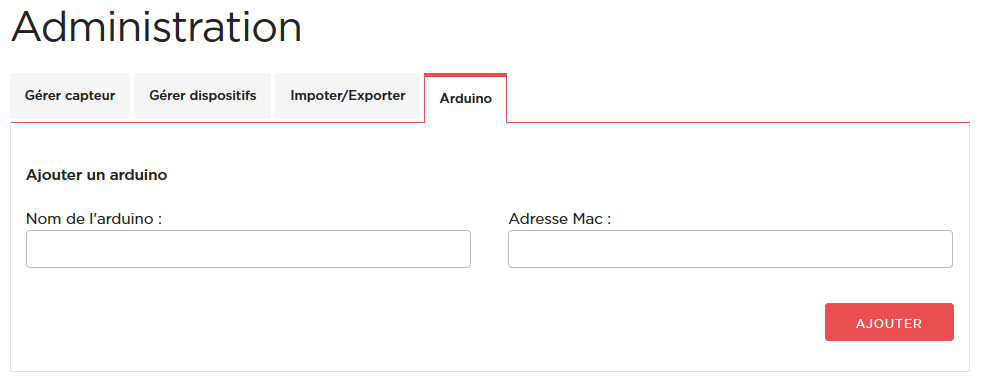 Administration
Gérer capteur Gérer dispositifs Impoter/Exporter Arduino
Ajouter un arduino
Nom de l'arduino : Adresse Mac :
AJOUTER